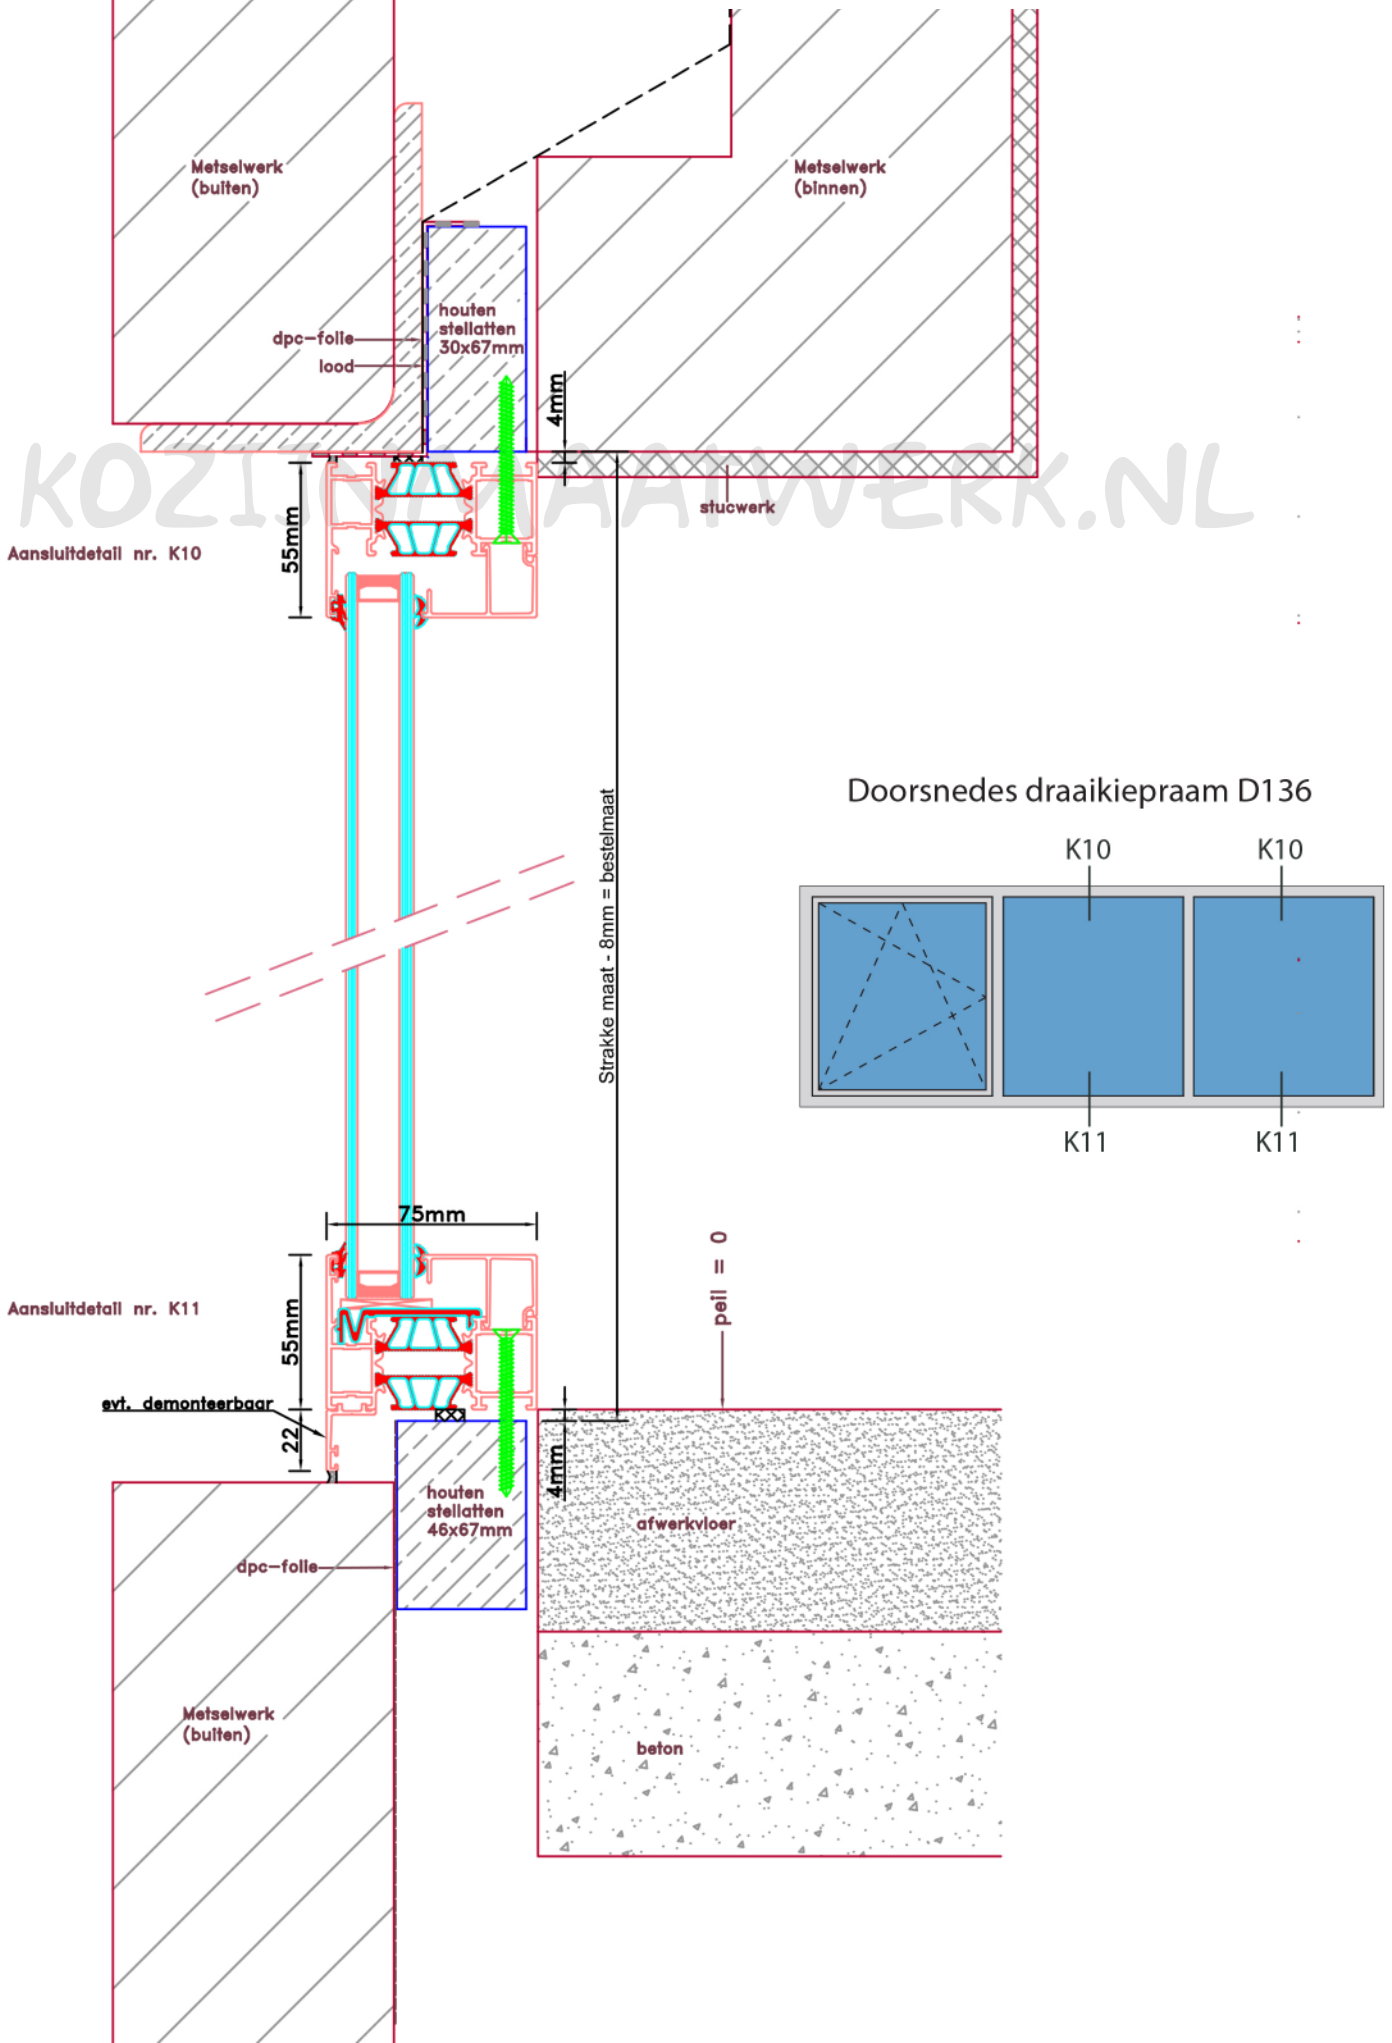 Metselwerk
(buiten)
Metselwerk
(binnen)
houten
stellatten
30x67mm
dpc-folie
lood
4mm
KOZIJNMAATWERK.NL
stucwerk
55mm
Aansluitdetail nr. K10
Doorsnedes draaikiepraam D136
K10
K10
Strakke maat - 8mm = bestelmaat
K11
K11
75mm
peil = 0
Aansluitdetail nr. K11
55mm
evt. demonteerbaar
22
4mm
houten
stellatten
46x67mm
afwerkvloer
dpc-folie
Metselwerk
(buiten)
beton